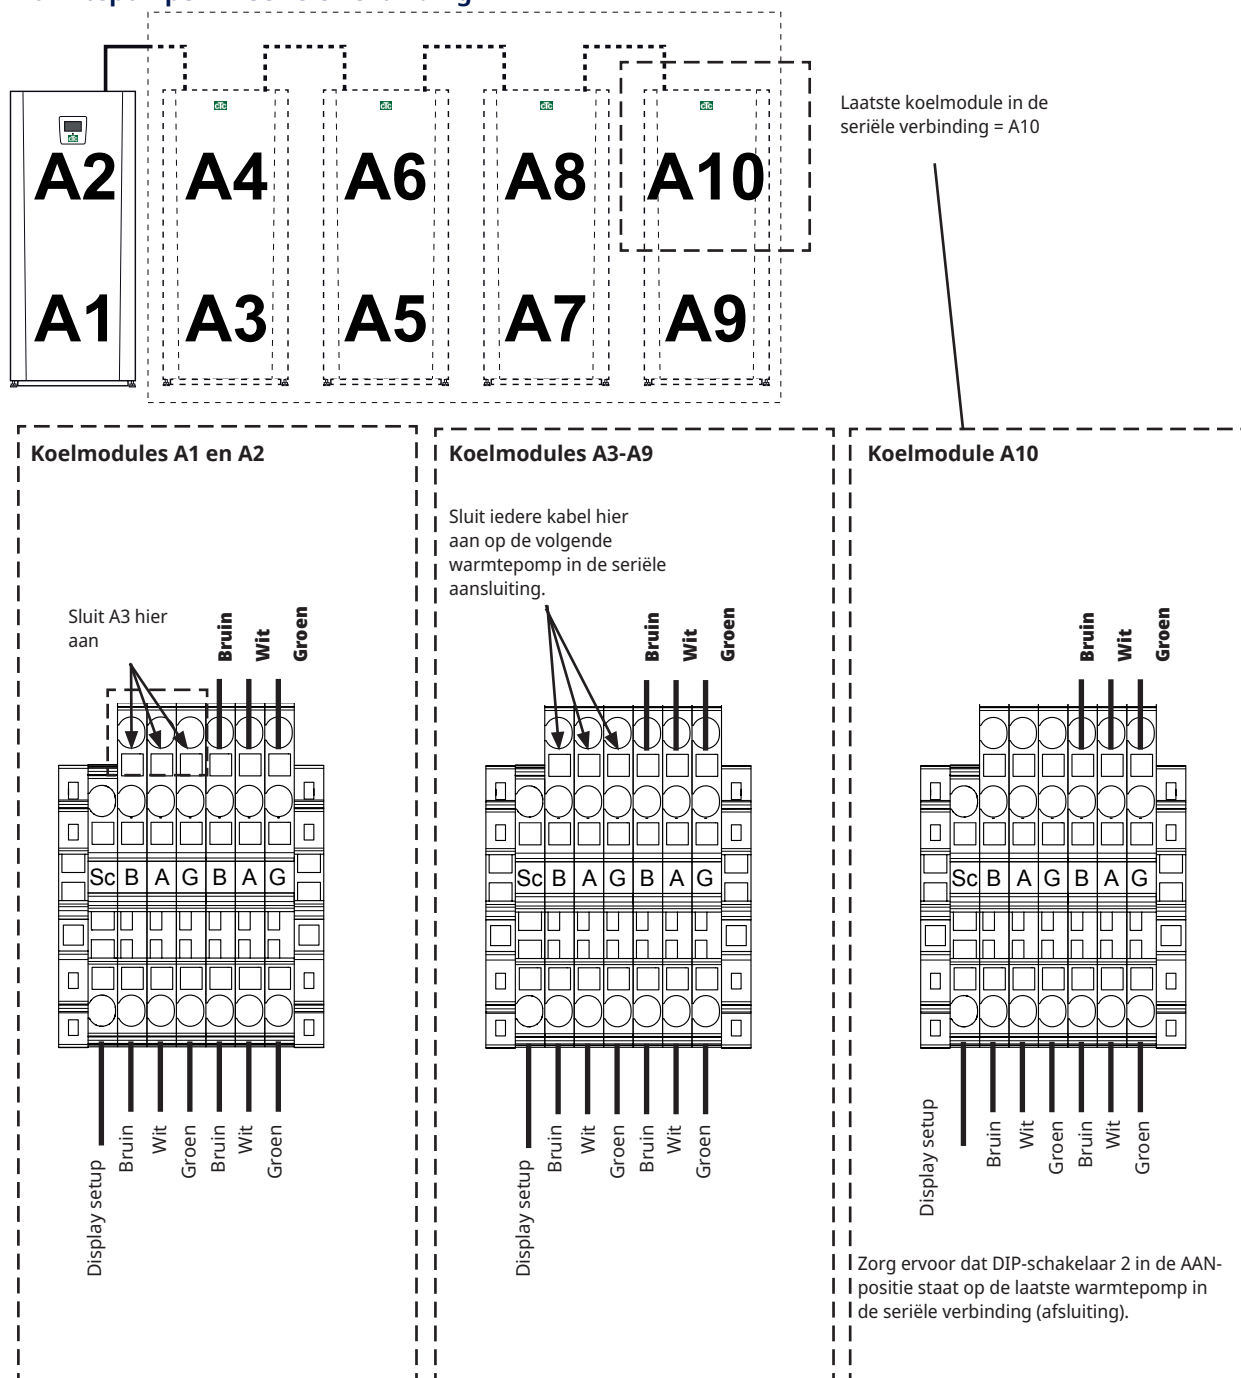 A2 A4 A6 A8 A10
A1 A3 A5 A7 A9
Laatste koelmodule in de
seriële verbinding = A10
Koelmodules A1 en A2
Sluit A3 hier
aan
Bruin
Wit
Groen
Sc B A G B A G
Display setup
Bruin
Wit
Groen
Bruin
Wit
Groen
Koelmodules A3-A9
Sluit iedere kabel hier
aan op de volgende
warmtepomp in de seriële
aansluiting.
Bruin
Wit
Groen
Sc B A G B A G
Display setup
Bruin
Wit
Groen
Bruin
Wit
Groen
Koelmodule A10
Bruin
Wit
Groen
Sc B A G B A G
Display setup
Bruin
Wit
Groen
Bruin
Wit
Groen
Zorg ervoor dat DIP-schakelaar 2 in de AAN-
positie staat op de laatste warmtepomp in
de seriële verbinding (afsluiting).